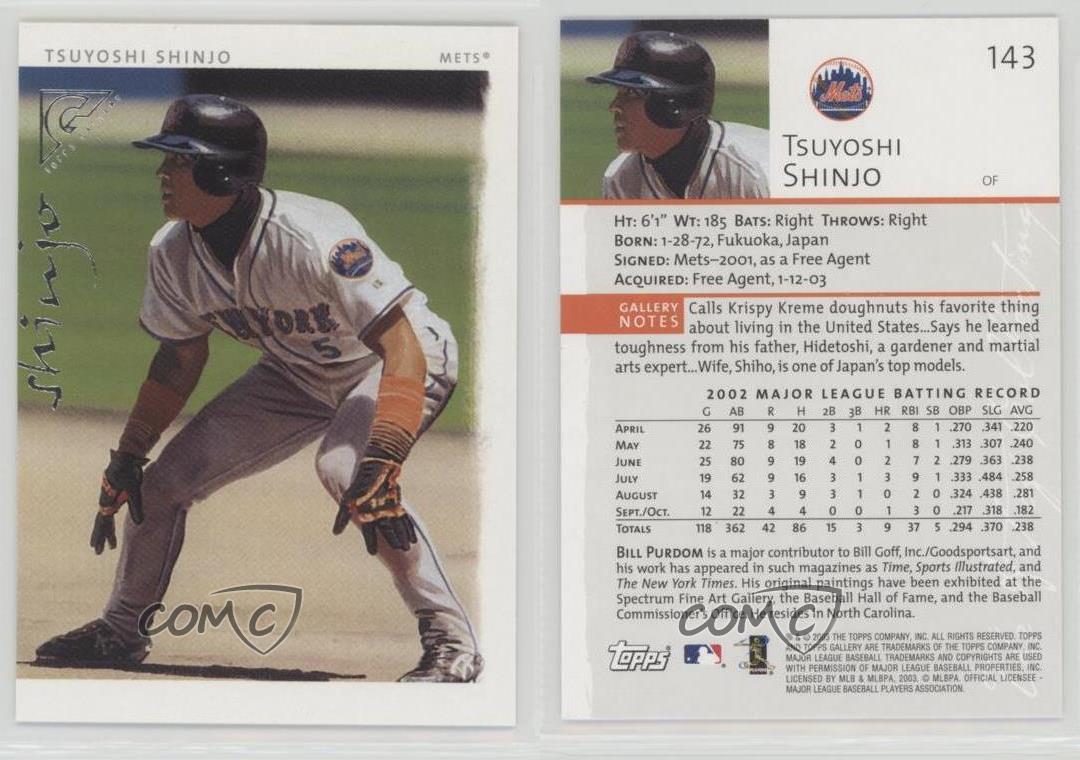 TSUYOSHI SHINJO METS®
TOPPS GALLERY
shinjo
NEW YORK
5
COMC
143
Mets
TSUYOSHI
SHINJO OF
HT: 6'1" WT: 185 BATS: Right THROWS: Right
BORN: 1-28-72, Fukuoka, Japan
SIGNED: Mets–2001, as a Free Agent
ACQUIRED: Free Agent, 1-12-03
GALLERY
NOTES
Calls Krispy Kreme doughnuts his favorite thing
about living in the United States...Says he learned
toughness from his father, Hidetoshi, a gardener and martial
arts expert...Wife, Shiho, is one of Japan's top models.
2002 MAJOR LEAGUE BATTING RECORD
G AB R H 2B 3B HR RBI SB OBP SLG AVG
APRIL 26 91 9 20 3 1 2 8 1 .270 .341 .220
MAY 22 75 8 18 2 0 1 8 1 .313 .307 .240
JUNE 25 80 9 19 4 0 2 7 2 .279 .363 .238
JULY 19 62 9 16 3 1 3 9 1 .333 .484 .258
AUGUST 14 32 3 9 3 1 0 2 0 .324 .438 .281
SEPT./OCT. 12 22 4 4 0 0 1 3 0 .217 .318 .182
TOTALS 118 362 42 86 15 3 9 37 5 .294 .370 .238
BILL PURDOM is a major contributor to Bill Goff, Inc./Goodsportsart, and
his work has appeared in such magazines as Time, Sports Illustrated, and
The New York Times. His original paintings have been exhibited at the
Spectrum Fine Art Gallery, the Baseball Hall of Fame, and the Baseball
Commissioner's Office. He resides in North Carolina.
COMC
Topps
® & © 2003 THE TOPPS COMPANY, INC. ALL RIGHTS RESERVED. TOPPS
AND TOPPS GALLERY ARE TRADEMARKS OF THE TOPPS COMPANY, INC.
MAJOR LEAGUE BASEBALL TRADEMARKS AND COPYRIGHTS ARE USED
WITH PERMISSION OF MAJOR LEAGUE BASEBALL PROPERTIES, INC.
LICENSED BY MLB & MLBPA, 2003. © MLBPA. OFFICIAL LICENSEE -
MAJOR LEAGUE BASEBALL PLAYERS ASSOCIATION.